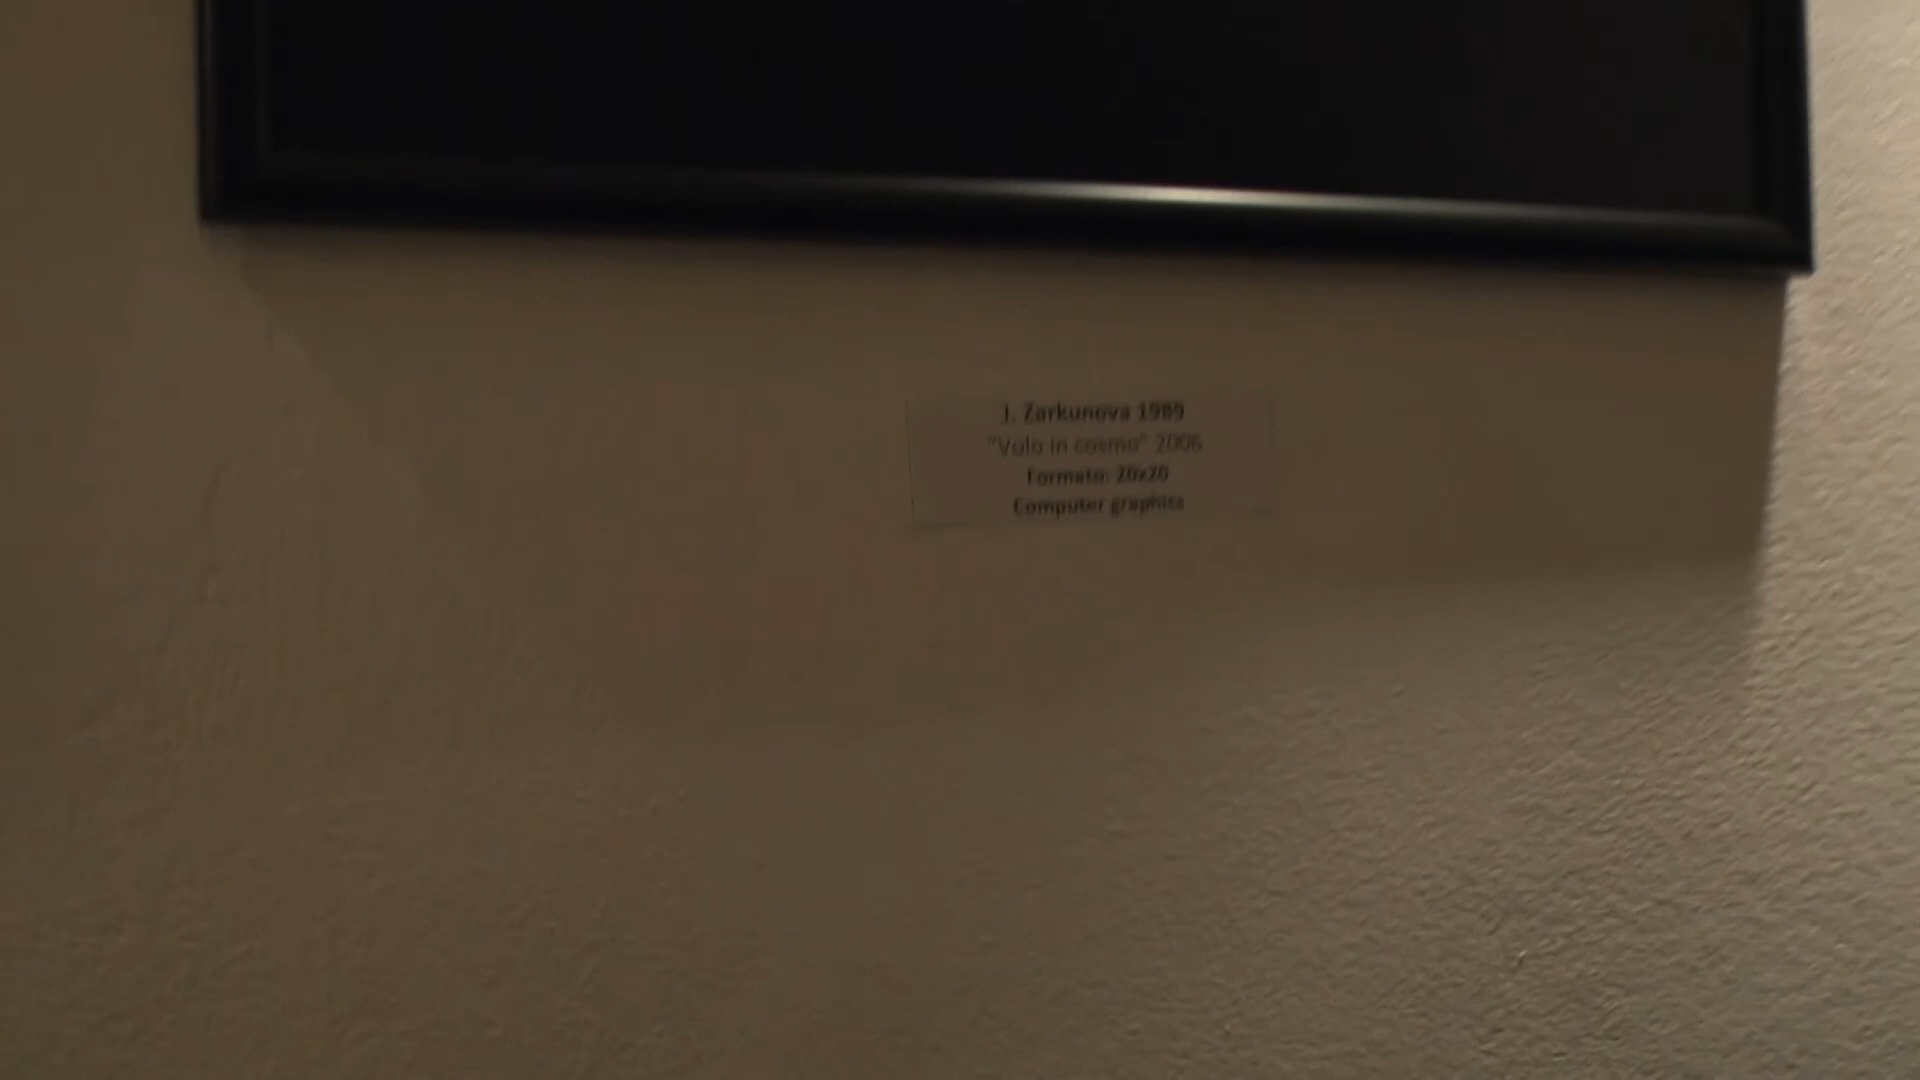 J. Zarkunova 1989
"Volo in cosmo" 2006
Formato: 20x20
Computer graphics